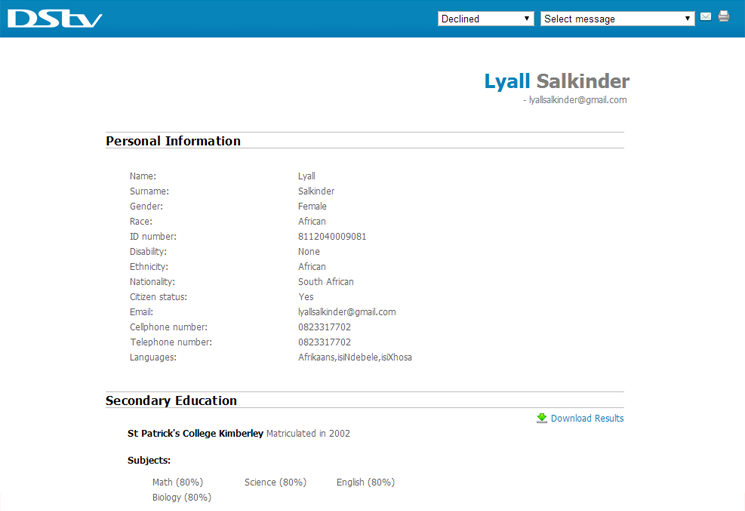 DStv Declined Select message
Lyall Salkinder
- lyallsalkinder@gmail.com
Personal Information
Name: Lyall
Surname: Salkinder
Gender: Female
Race: African
ID number: 8112040009081
Disability: None
Ethnicity: African
Nationality: South African
Citizen status: Yes
Email: lyallsalkinder@gmail.com
Cellphone number: 0823317702
Telephone number: 0823317702
Languages: Afrikaans,isiNdebele,isiXhosa
Secondary Education
Download Results
St Patrick's College Kimberley Matriculated in 2002
Subjects:
Math (80%) Science (80%) English (80%)
Biology (80%)